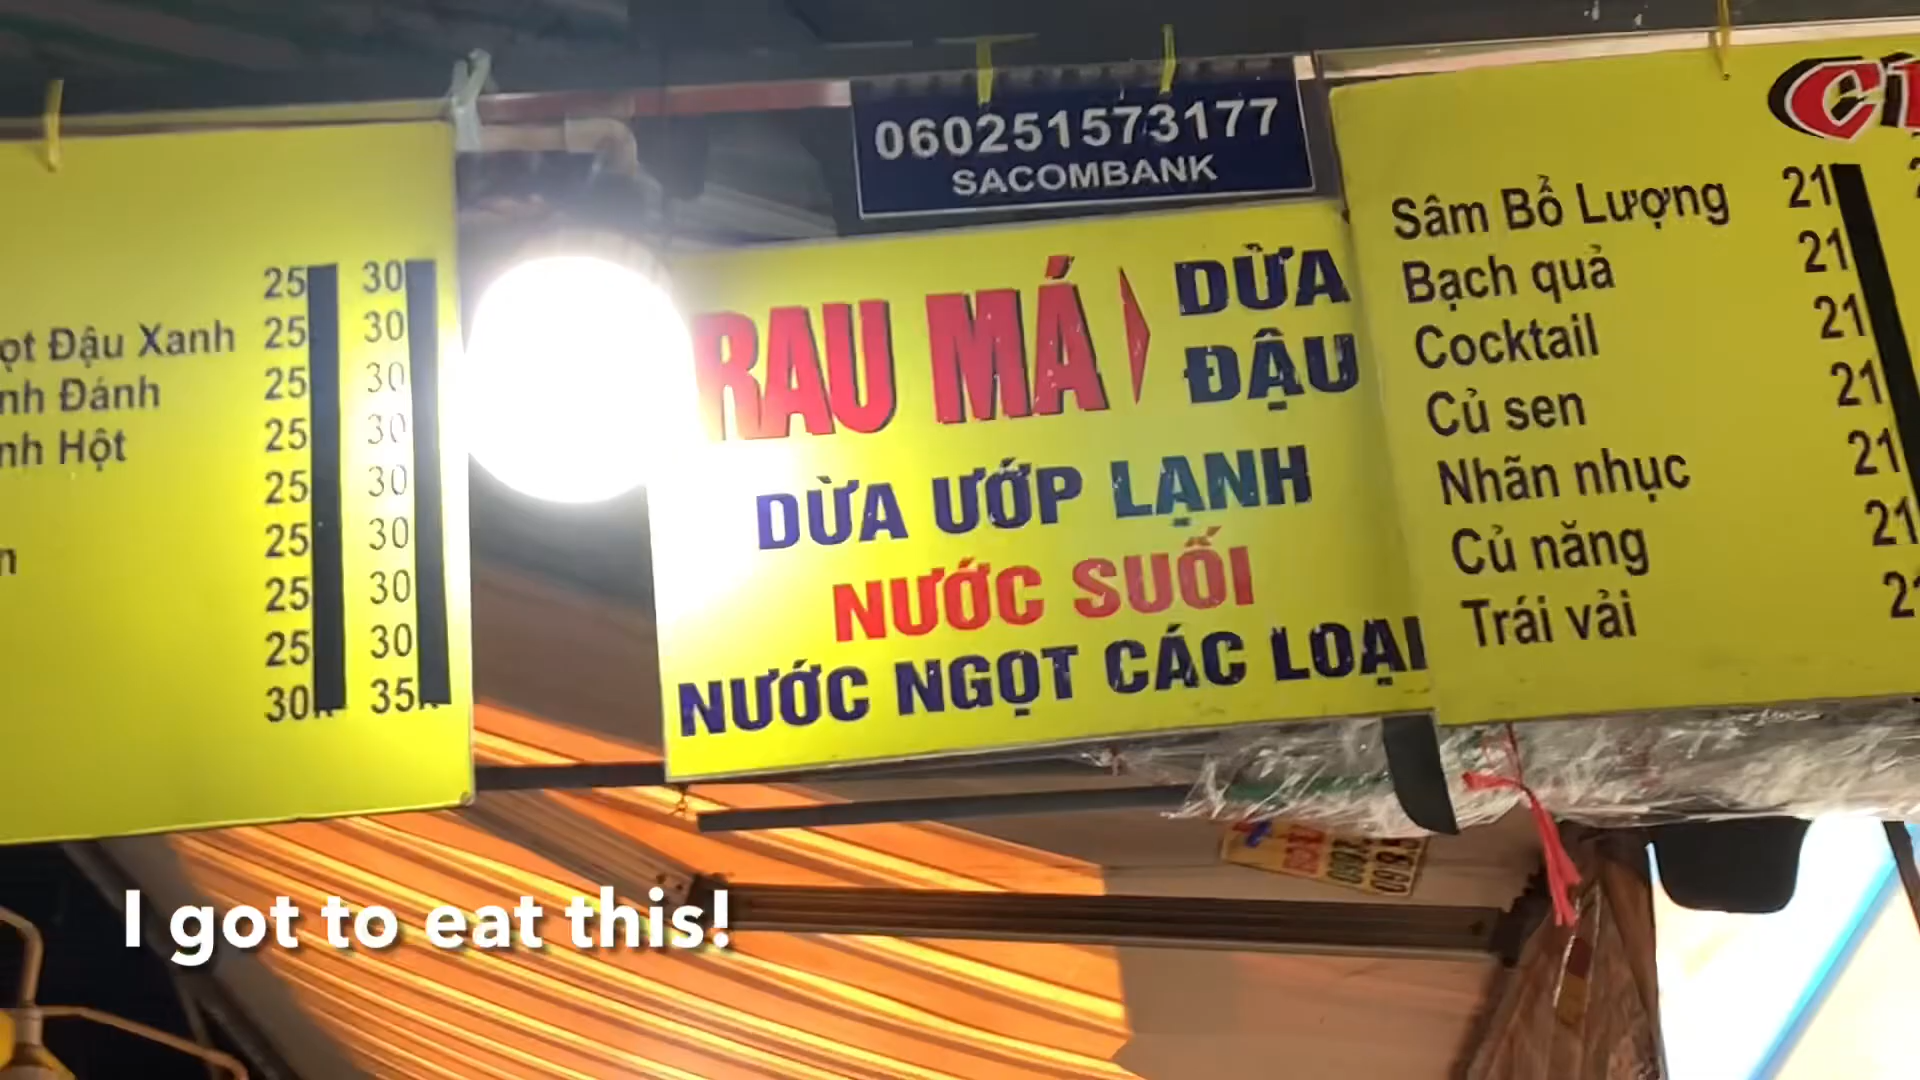 060251573177
SACOMBANK
25 30
Đậu Xanh 25 30
Đánh 25 30
Hột 25 30
25 30
25 30
25 30
25 30
30 35
RAU MÁ DỪA
ĐẬU
DỪA ƯỚP LẠNH
NƯỚC SUỐI
NƯỚC NGỌT CÁC LOẠI
Sâm Bổ Lượng 21
Bạch quả 21
Cocktail 21
Củ sen 21
Nhãn nhục 21
Củ năng 21
Trái vải
I got to eat this!